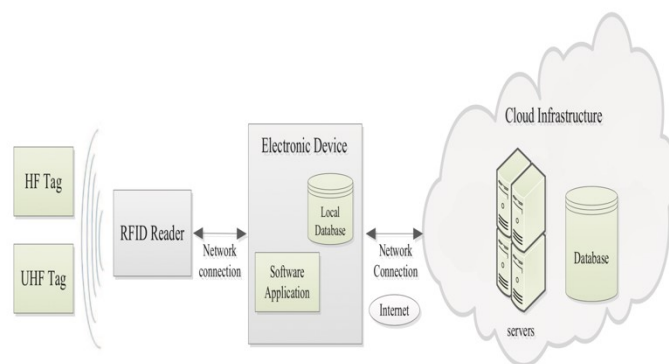 Cloud Infrastructure
Electronic Device
HF Tag
RFID Reader
Local
Database
UHF Tag
Network
connection
Software
Application
Network
Connection
Internet
Database
servers